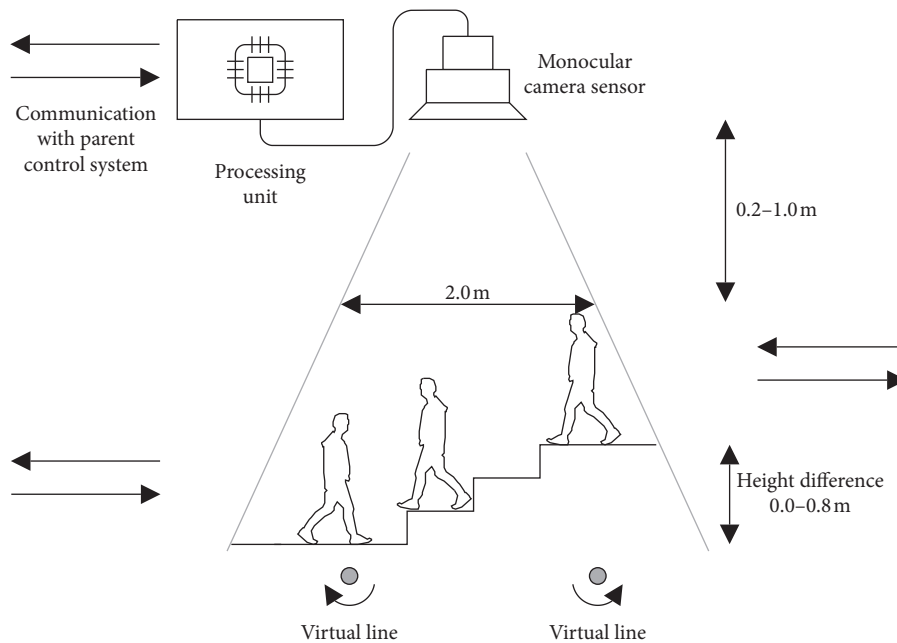 Monocular
camera sensor
Communication
with parent
control system
Processing
unit
0.2–1.0 m
2.0 m
Height difference
0.0–0.8 m
Virtual line
Virtual line